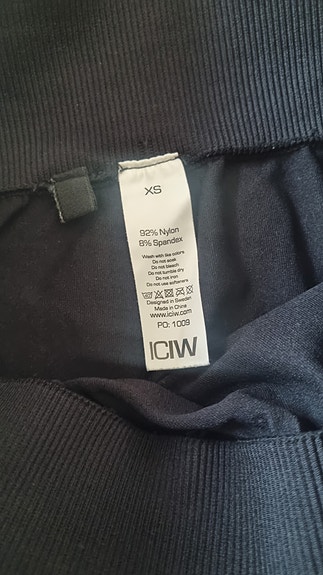 XS
92% Nylon
8% Spandex
Wash with like colors
Do not soak
Do not bleach
Do not tumble dry
Do not iron
Do not use softeners
Designed in Sweden
Made in China
www.iciw.com
PO: 1009
ICIW